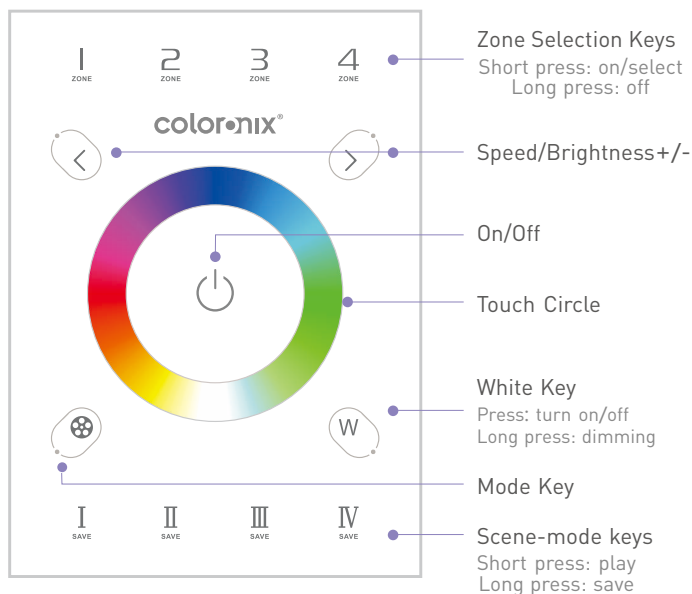 1 2 3 4
ZONE ZONE ZONE ZONE
Zone Selection Keys
Short press: on/select
Long press: off
coloronix®
Speed/Brightness+/-
On/Off
Touch Circle
White Key
Press: turn on/off
Long press: dimming
W
Mode Key
I II III IV
SAVE SAVE SAVE SAVE
Scene-mode keys
Short press: play
Long press: save